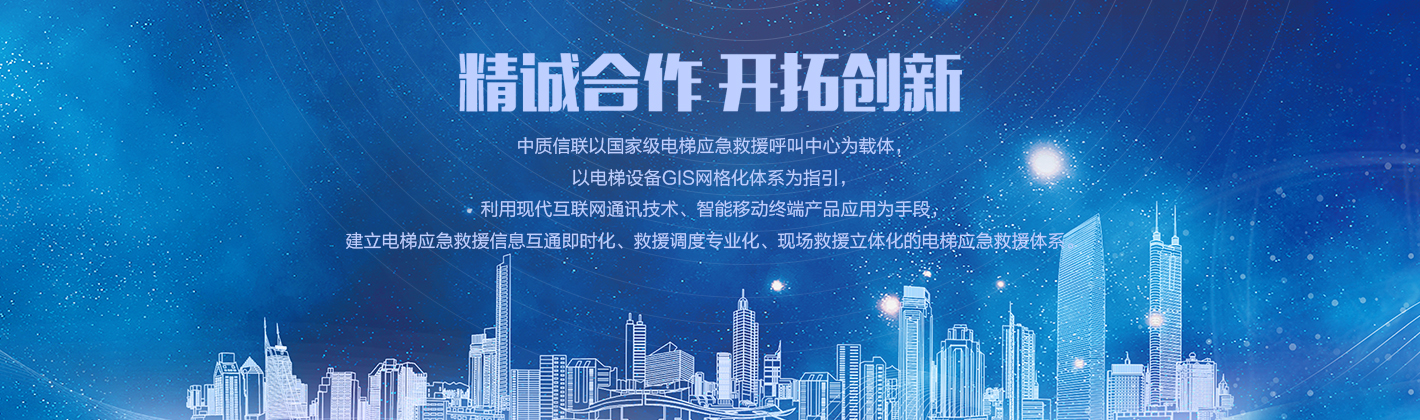 精诚合作 开拓创新
中质信联以国家级电梯应急救援呼叫中心为载体，
以电梯设备GIS网格化体系为指引，
利用现代互联网通讯技术、智能移动终端产品应用为手段，
建立电梯应急救援信息互通即时化、救援调度专业化、现场救援立体化的电梯应急救援体系。